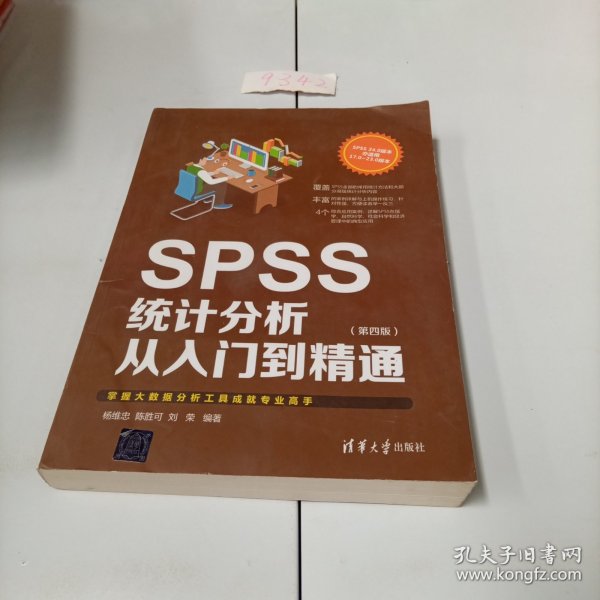 9342
SPSS 24.0版本
亦适用
17.0~23.0版本
覆盖
丰富
4个
SPSS
统计分析
(第四版)
从入门到精通
掌握大数据分析工具成就专业高手
杨维忠 陈胜可 刘 荣 编著
清华大学出版社
孔夫子旧书网
www.kongfz.com